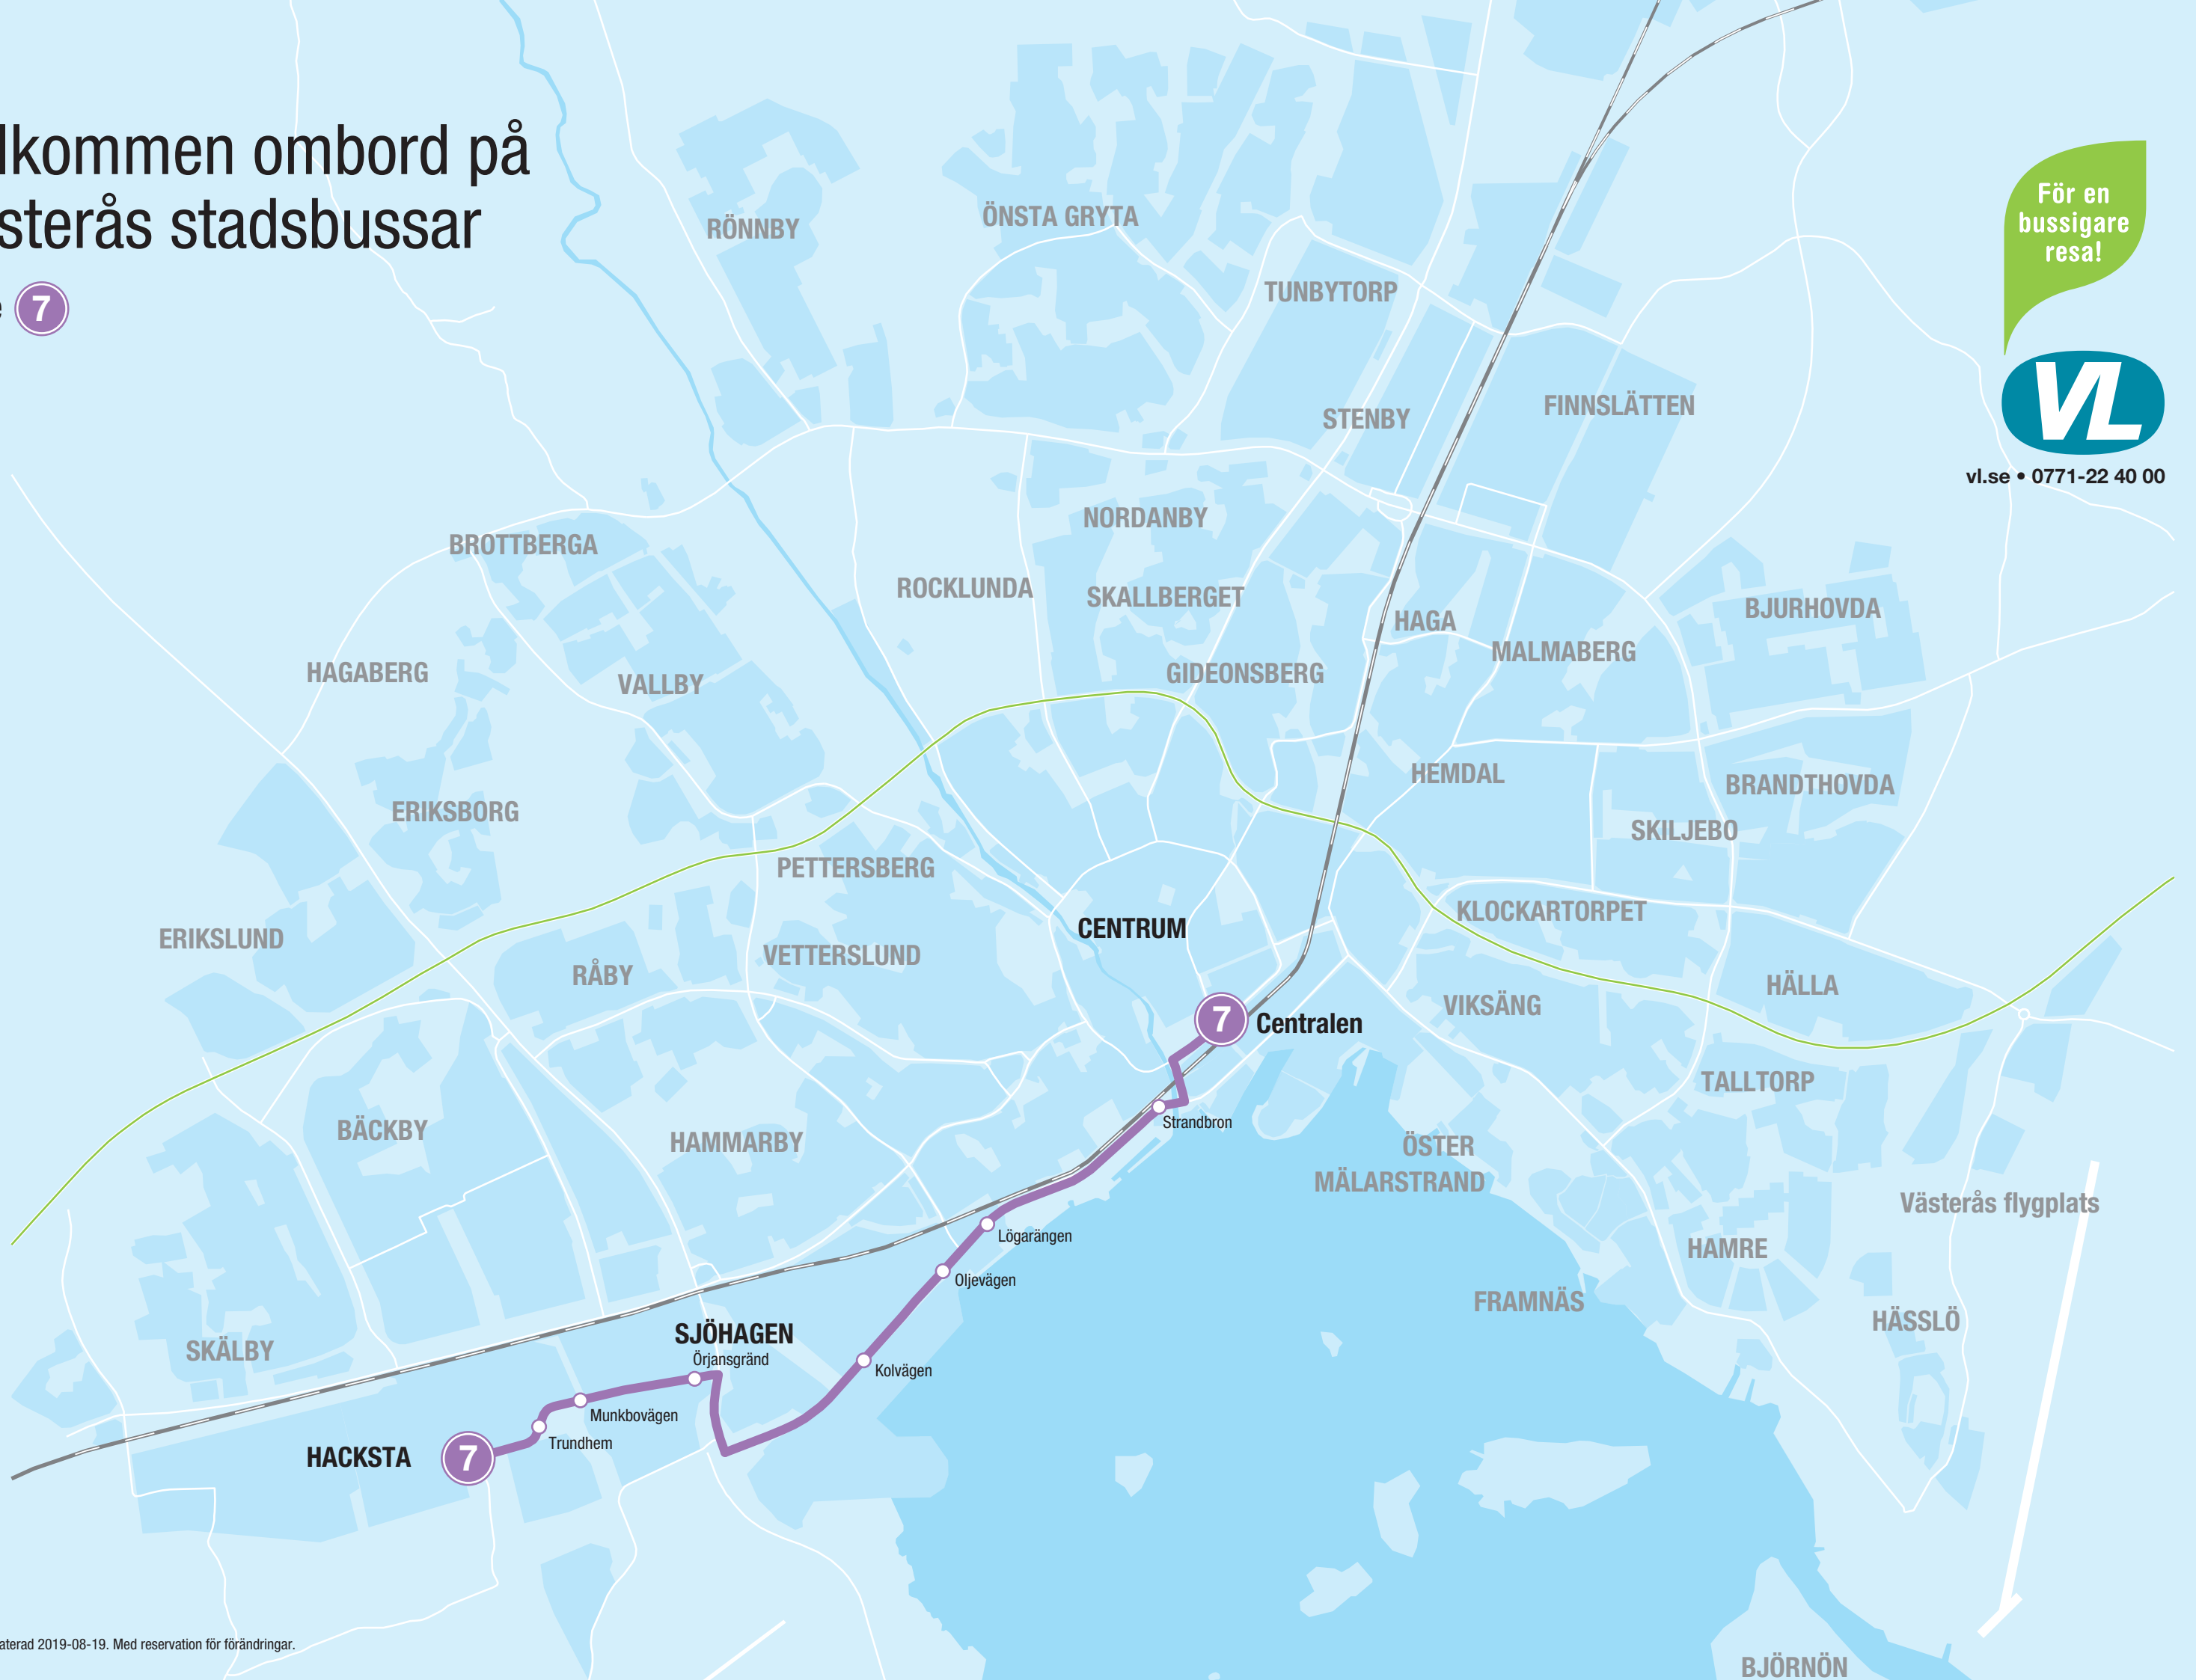 lkommen ombord på
sterås stadsbussar
e 7
För en
bussigare
resa!
VL
vl.se • 0771-22 40 00
RÖNNBY
ÖNSTA GRYTA
TUNBYTORP
STENBY
FINNSLÄTTEN
NORDANBY
BROTTBERGA
ROCKLUNDA
SKALLBERGET
HAGA
BJURHOVDA
MALMABERG
HAGABERG
VALLBY
GIDEONSBERG
HEMDAL
BRANDTHOVDA
ERIKSBORG
SKILJEBO
PETTERSBERG
KLOCKARTORPET
CENTRUM
ERIKSLUND
VETTERSLUND
RÅBY
HÄLLA
VIKSÄNG
7 Centralen
TALLTORP
Strandbron
BÄCKBY
HAMMARBY
ÖSTER
MÄLARSTRAND
Västerås flygplats
Lögarängen
HAMRE
Oljevägen
FRAMNÄS
HÄSSLÖ
SJÖHAGEN
SKÄLBY
Örjansgränd
Kolvägen
Munkbovägen
Trundhem
HACKSTA 7
aterad 2019-08-19. Med reservation för förändringar.
BJÖRNÖN